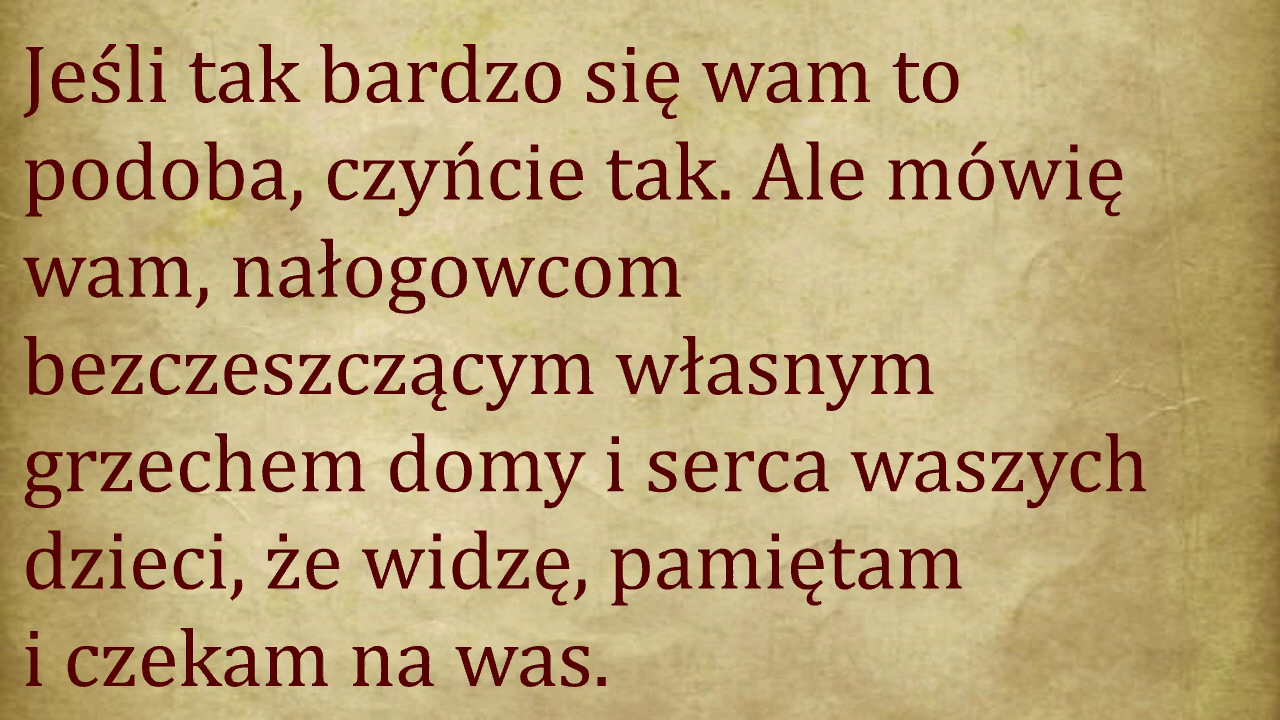 Jeśli tak bardzo się wam to
podoba, czyńcie tak. Ale mówię
wam, nałogowcom
bezczeszczącym własnym
grzechem domy i serca waszych
dzieci, że widzę, pamiętam
i czekam na was.